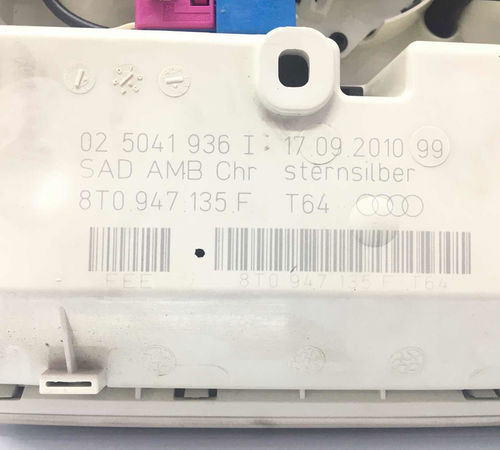 02 5041 936 I 17.09.2010 99
SAD AMB Chr sternsilber
8T0.947.135.F T64
FEE 8T0 947 135 F T64